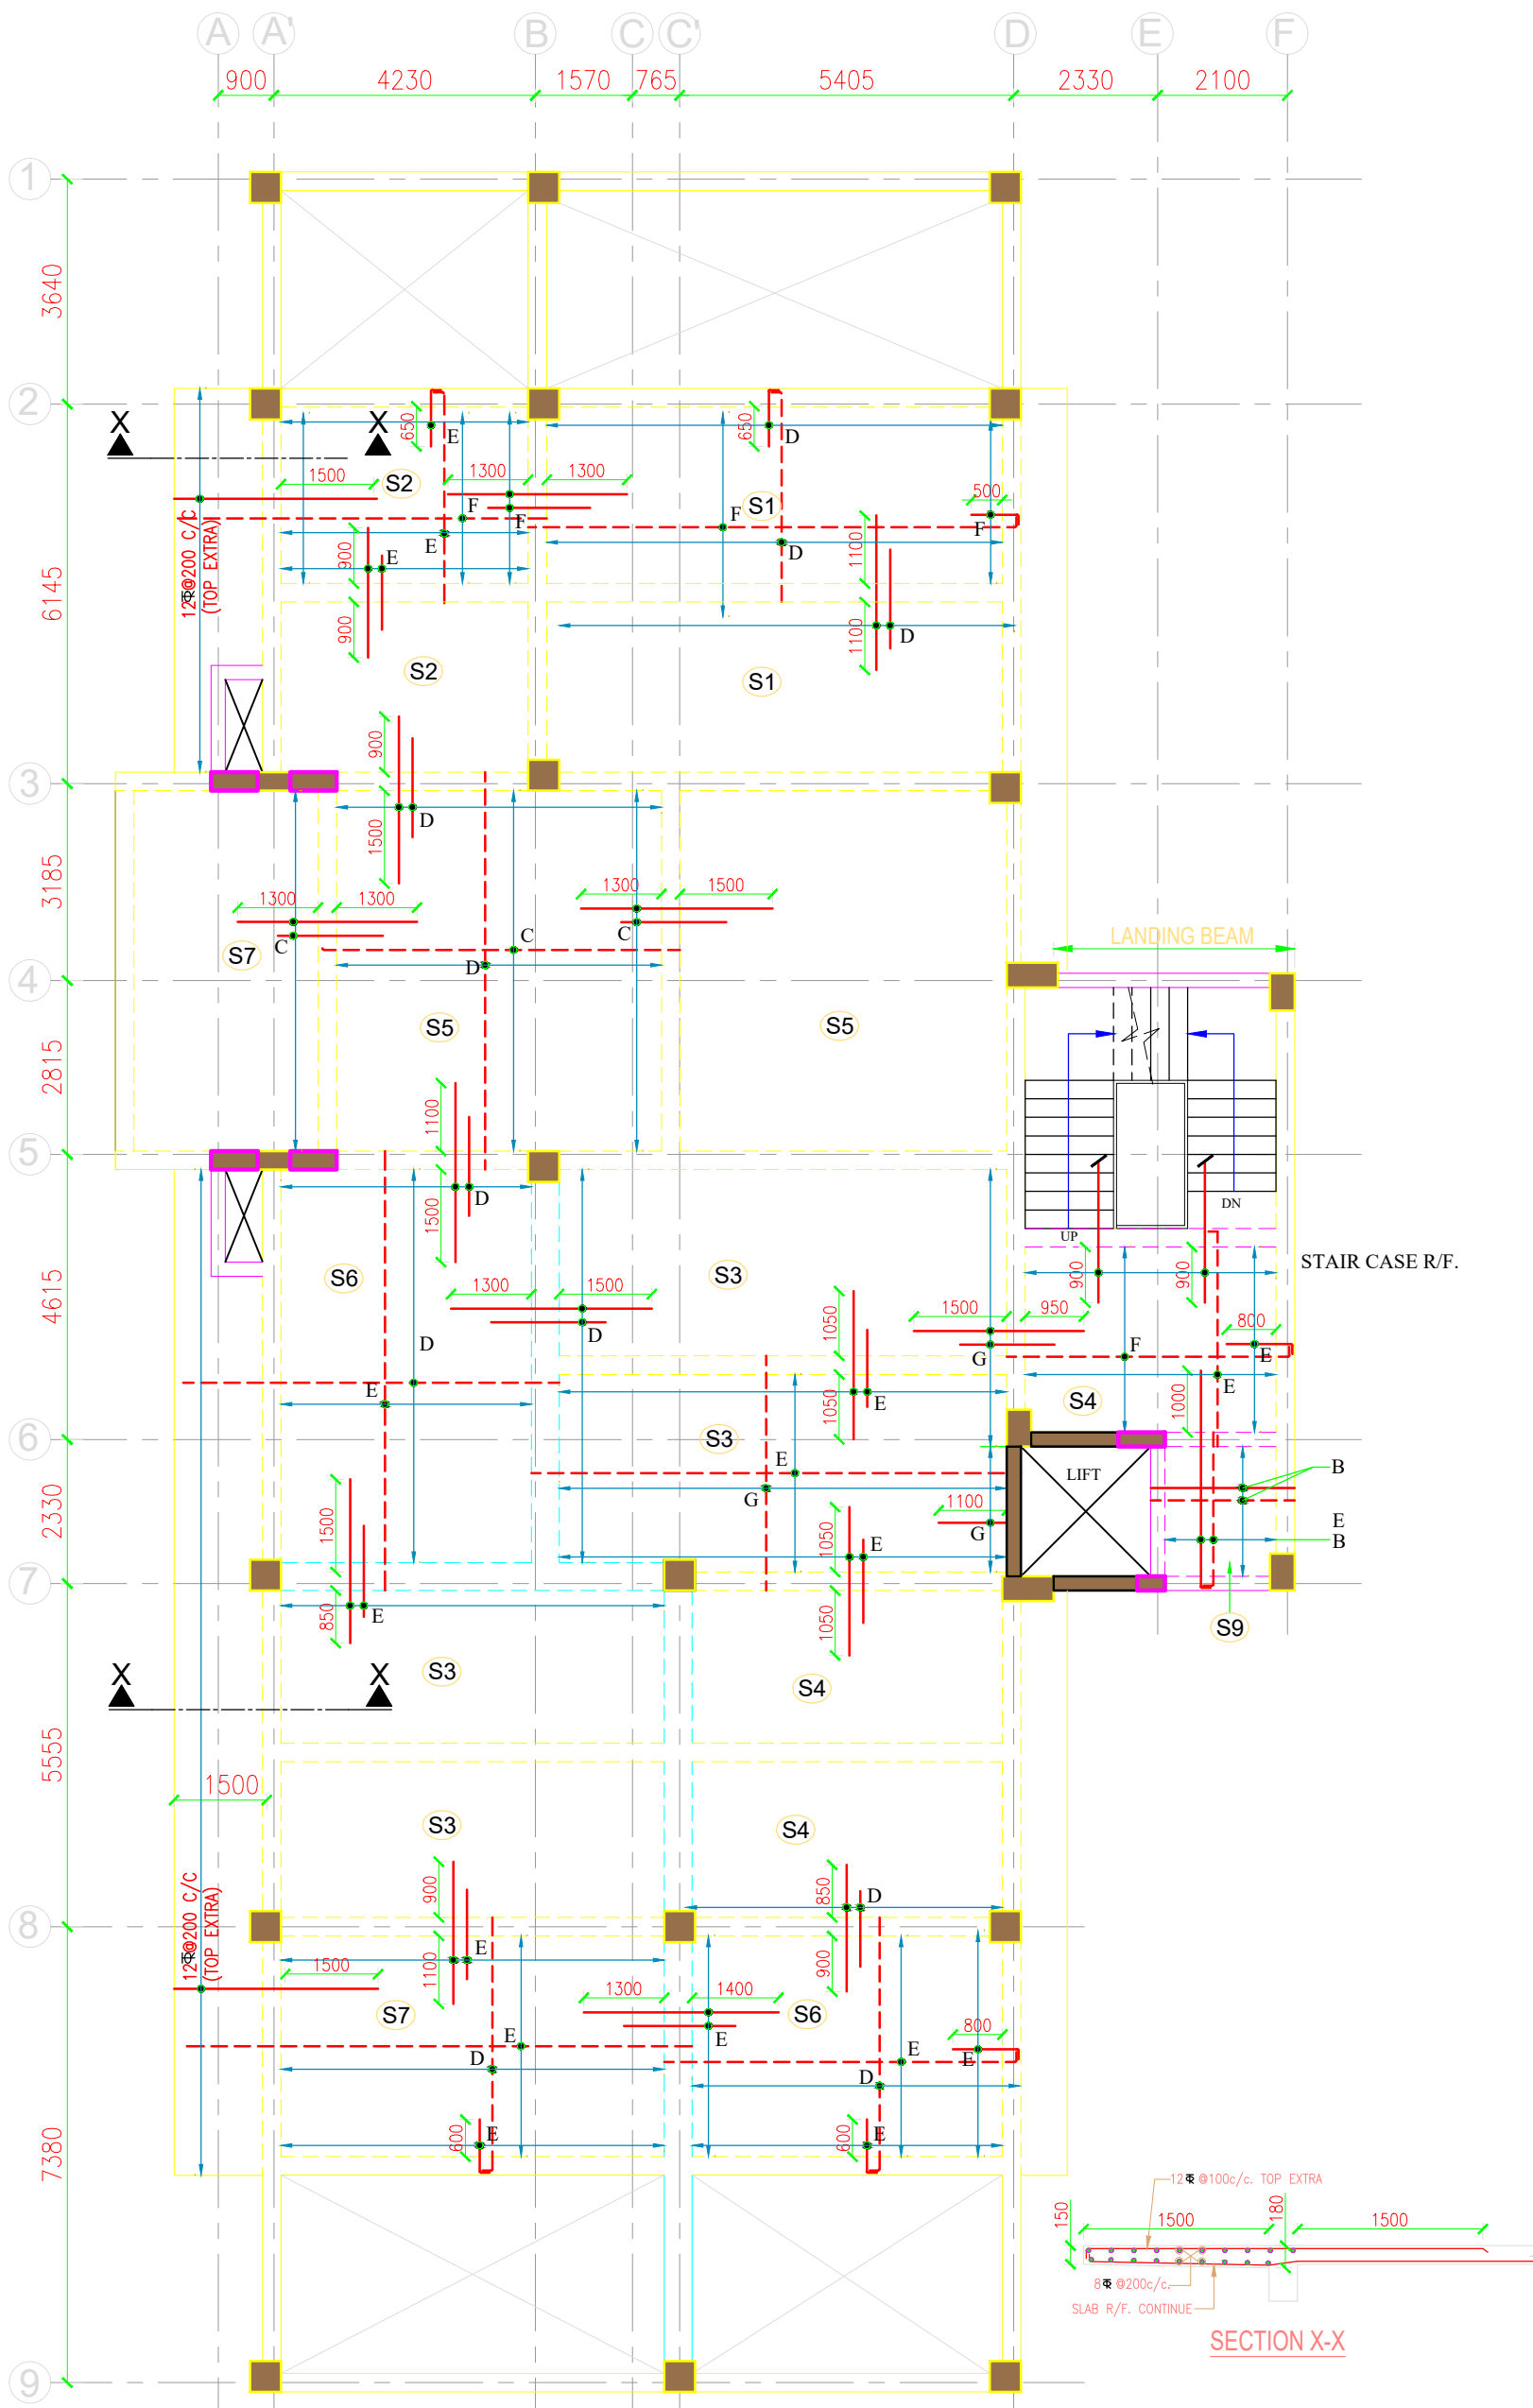 A A' B C C' D E F
900 4230 1570 765 5405 2330 2100
1
3640
2
X X
650 E 650 D
S2 1500 1300 1300 S1 500
F F F F
E D
900 E 1100
12Φ@200 C/C
(TOP EXTRA)
6145
900 1100 D
S2 S1
900
3
1500 D
3185
1300 1300 1300 1500
C C C
S7 D
LANDING BEAM
4
S5 S5
2815
1100
5
1500 D
DN
UP
S6 S3 900 900 STAIR CASE R/F.
4615
1300 1500 1050 1500 950 800
D D G F E
E 1050 E 1000 E
S4
6
S3
E LIFT B
G
2330
1500 1100 G
1050 E E
B
7
850 E 1050 S9
S3 S4
X X
5555
1500
S3 S4
900 850 D
8
12Φ@200 C/C
(TOP EXTRA)
1500 1100 E 900
S7 1300 1400 S6 800
E E E E
D D
7380
600 E 600 E
12Φ@100c/c. TOP EXTRA
150 1500 180 1500
8Φ@200c/c.
SLAB R/F. CONTINUE
SECTION X-X
9